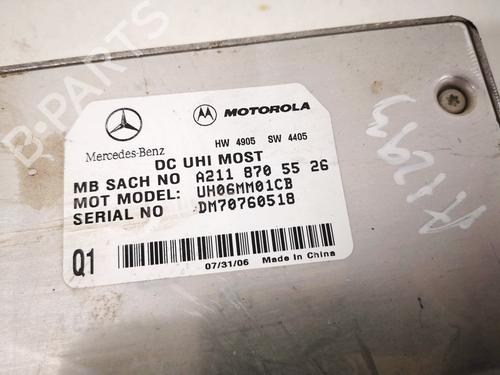 B-PARTS
Mercedes-Benz
MOTOROLA
HW 4905 SW 4405
DC UHI MOST
MB SACH NO A211 870 55 26
MOT MODEL: UH06MM01CB
SERIAL NO DM70760518
Q1
07/31/06 Made in China
A1293